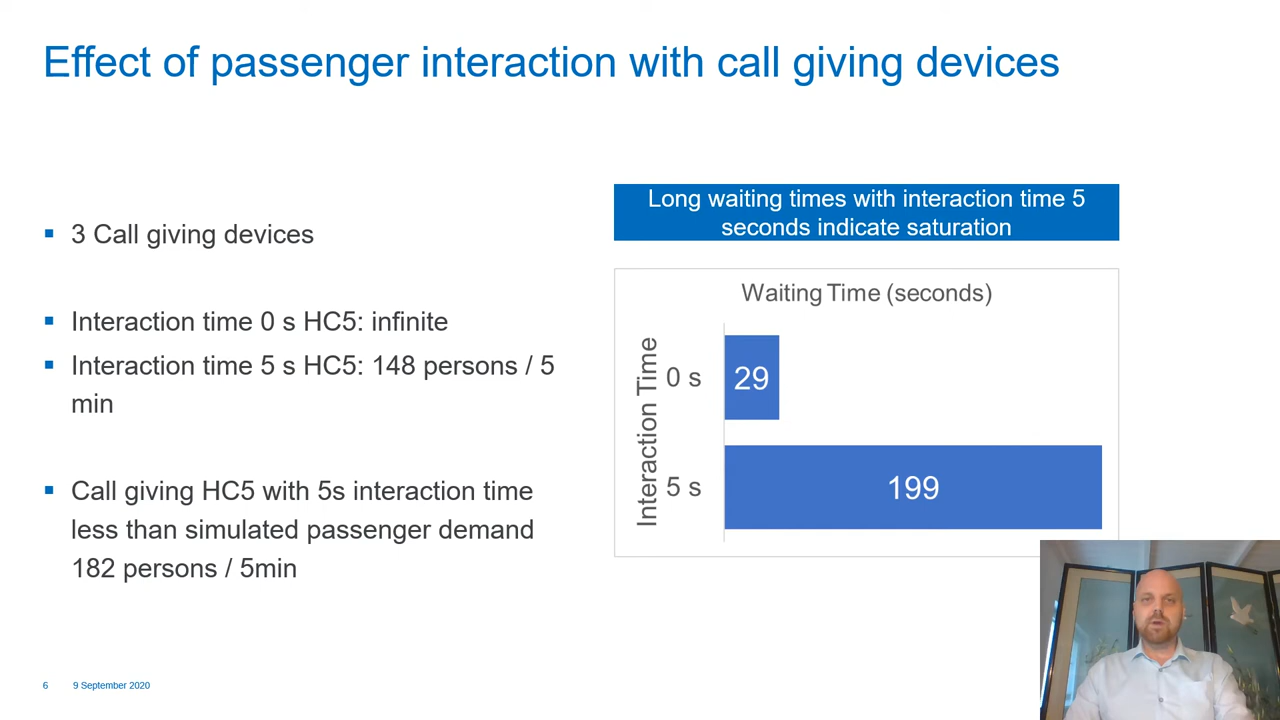 Effect of passenger interaction with call giving devices
▪ 3 Call giving devices
▪ Interaction time 0 s HC5: infinite
▪ Interaction time 5 s HC5: 148 persons / 5
min
▪ Call giving HC5 with 5s interaction time
less than simulated passenger demand
182 persons / 5min
Long waiting times with interaction time 5
seconds indicate saturation
Waiting Time (seconds)
Interaction Time
0 s
29
5 s
199
6 9 September 2020